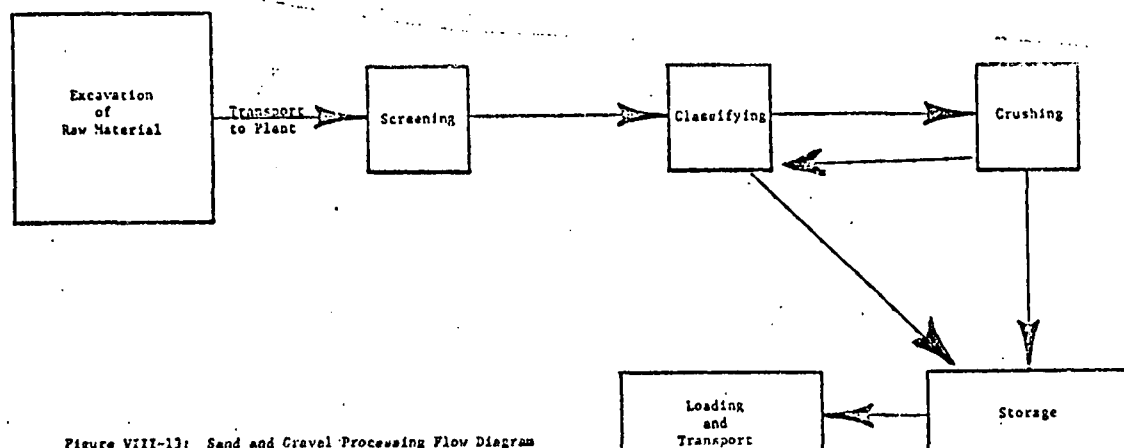 Excavation
of
Raw Material
Transport
to Plant
Screening
Classifying
Crushing
Loading
and
Transport
Storage
Figure VIII-13: Sand and Gravel Processing Flow Diagram